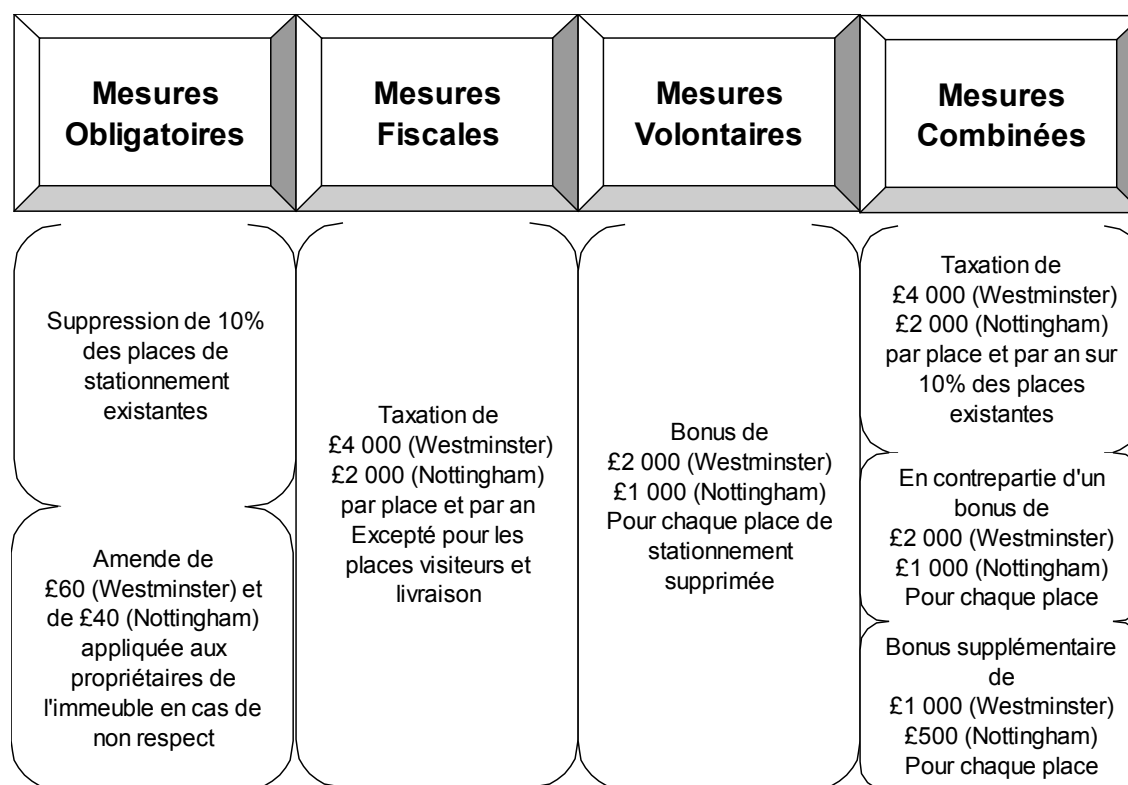 Mesures
Obligatoires
Mesures
Fiscales
Mesures
Volontaires
Mesures
Combinées
Suppression de 10%
des places de
stationnement
existantes
Amende de
£60 (Westminster) et
de £40 (Nottingham)
appliquée aux
propriétaires de
l'immeuble en cas de
non respect
Taxation de
£4 000 (Westminster)
£2 000 (Nottingham)
par place et par an
Excepté pour les
places visiteurs et
livraison
Bonus de
£2 000 (Westminster)
£1 000 (Nottingham)
Pour chaque place de
stationnement
supprimée
Taxation de
£4 000 (Westminster)
£2 000 (Nottingham)
par place et par an sur
10% des places
existantes
En contrepartie d'un
bonus de
£2 000 (Westminster)
£1 000 (Nottingham)
Pour chaque place
Bonus supplémentaire
de
£1 000 (Westminster)
£500 (Nottingham)
Pour chaque place